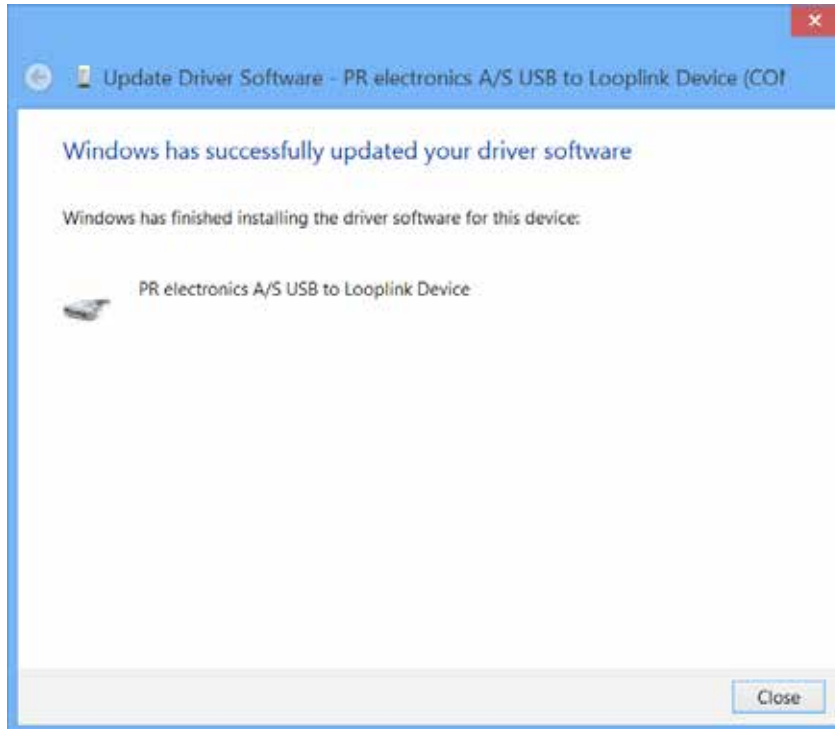 Update Driver Software - PR electronics A/S USB to Looplink Device (COM
Windows has successfully updated your driver software
Windows has finished installing the driver software for this device:
PR electronics A/S USB to Looplink Device
Close